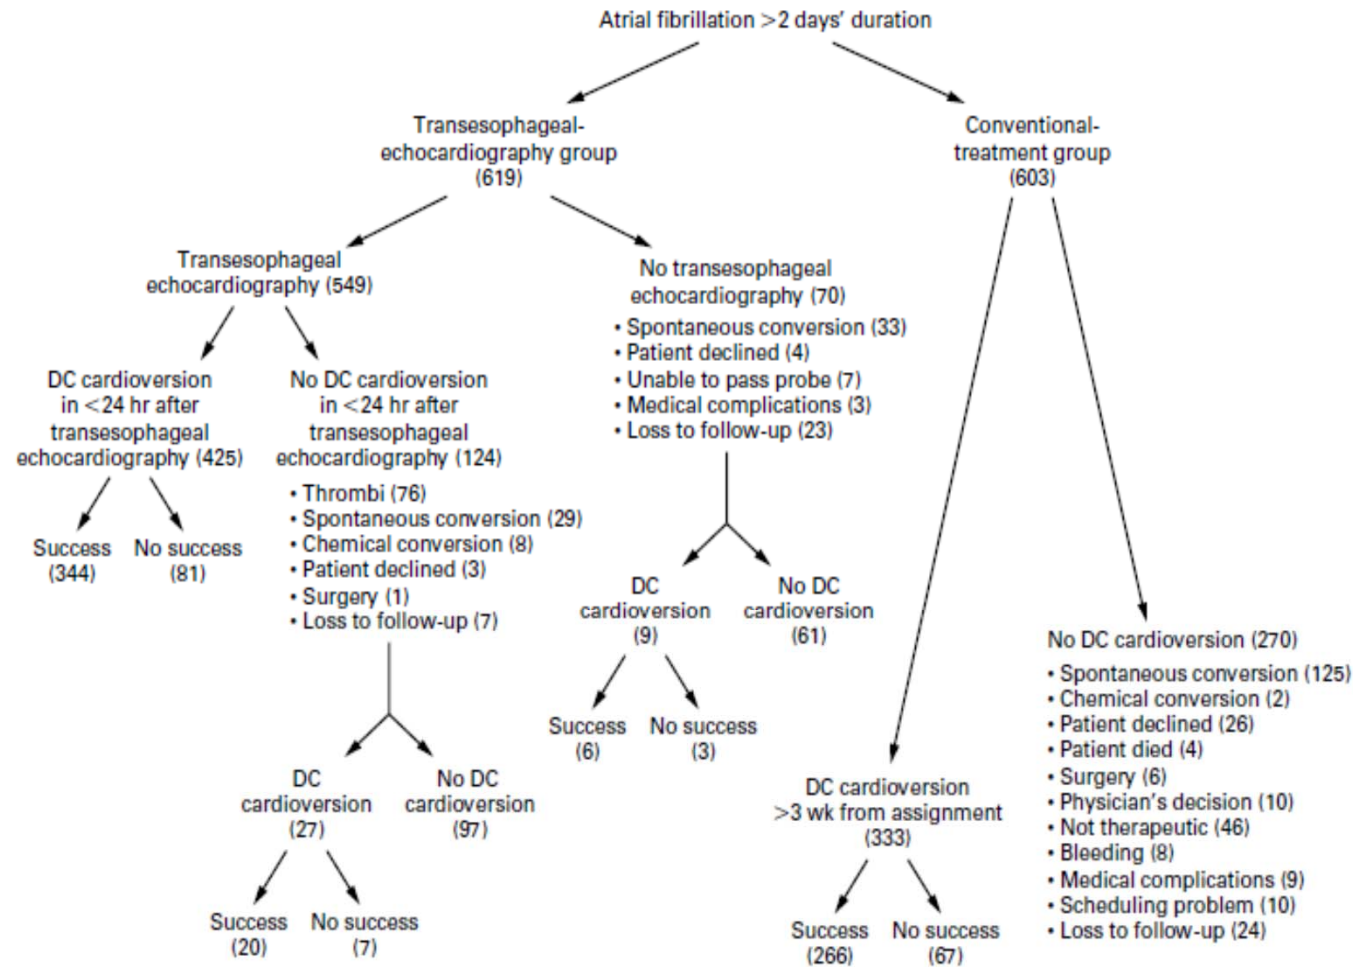 Atrial fibrillation >2 days' duration
Transesophageal-
echocardiography group
(619)
Conventional-
treatment group
(603)
Transesophageal
echocardiography (549)
No transesophageal
echocardiography (70)
• Spontaneous conversion (33)
• Patient declined (4)
• Unable to pass probe (7)
• Medical complications (3)
• Loss to follow-up (23)
DC cardioversion
in <24 hr after
transesophageal
echocardiography (425)
No DC cardioversion
in <24 hr after
transesophageal
echocardiography (124)
• Thrombi (76)
• Spontaneous conversion (29)
• Chemical conversion (8)
• Patient declined (3)
• Surgery (1)
• Loss to follow-up (7)
Success
(344)
No success
(81)
DC
cardioversion
(9)
No DC
cardioversion
(61)
Success
(6)
No success
(3)
DC
cardioversion
(27)
No DC
cardioversion
(97)
Success
(20)
No success
(7)
DC cardioversion
>3 wk from assignment
(333)
Success
(266)
No success
(67)
No DC cardioversion (270)
• Spontaneous conversion (125)
• Chemical conversion (2)
• Patient declined (26)
• Patient died (4)
• Surgery (6)
• Physician's decision (10)
• Not therapeutic (46)
• Bleeding (8)
• Medical complications (9)
• Scheduling problem (10)
• Loss to follow-up (24)